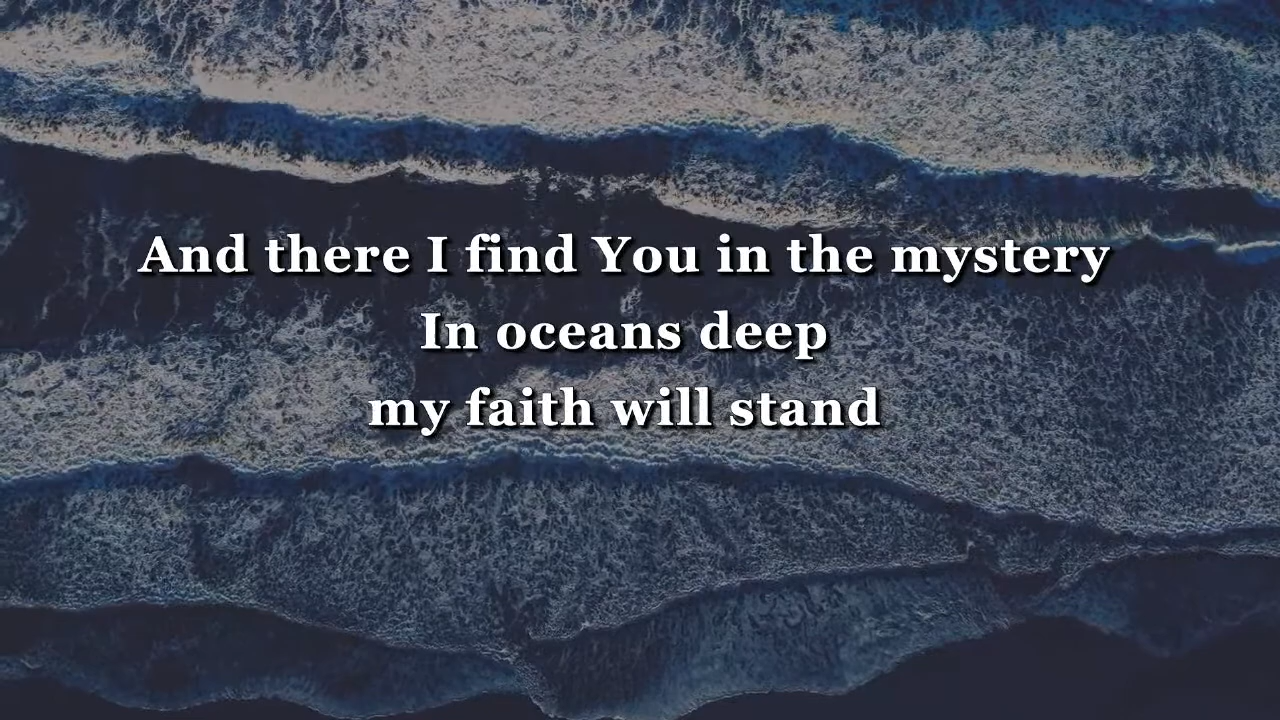 And there I find You in the mystery
In oceans deep
my faith will stand